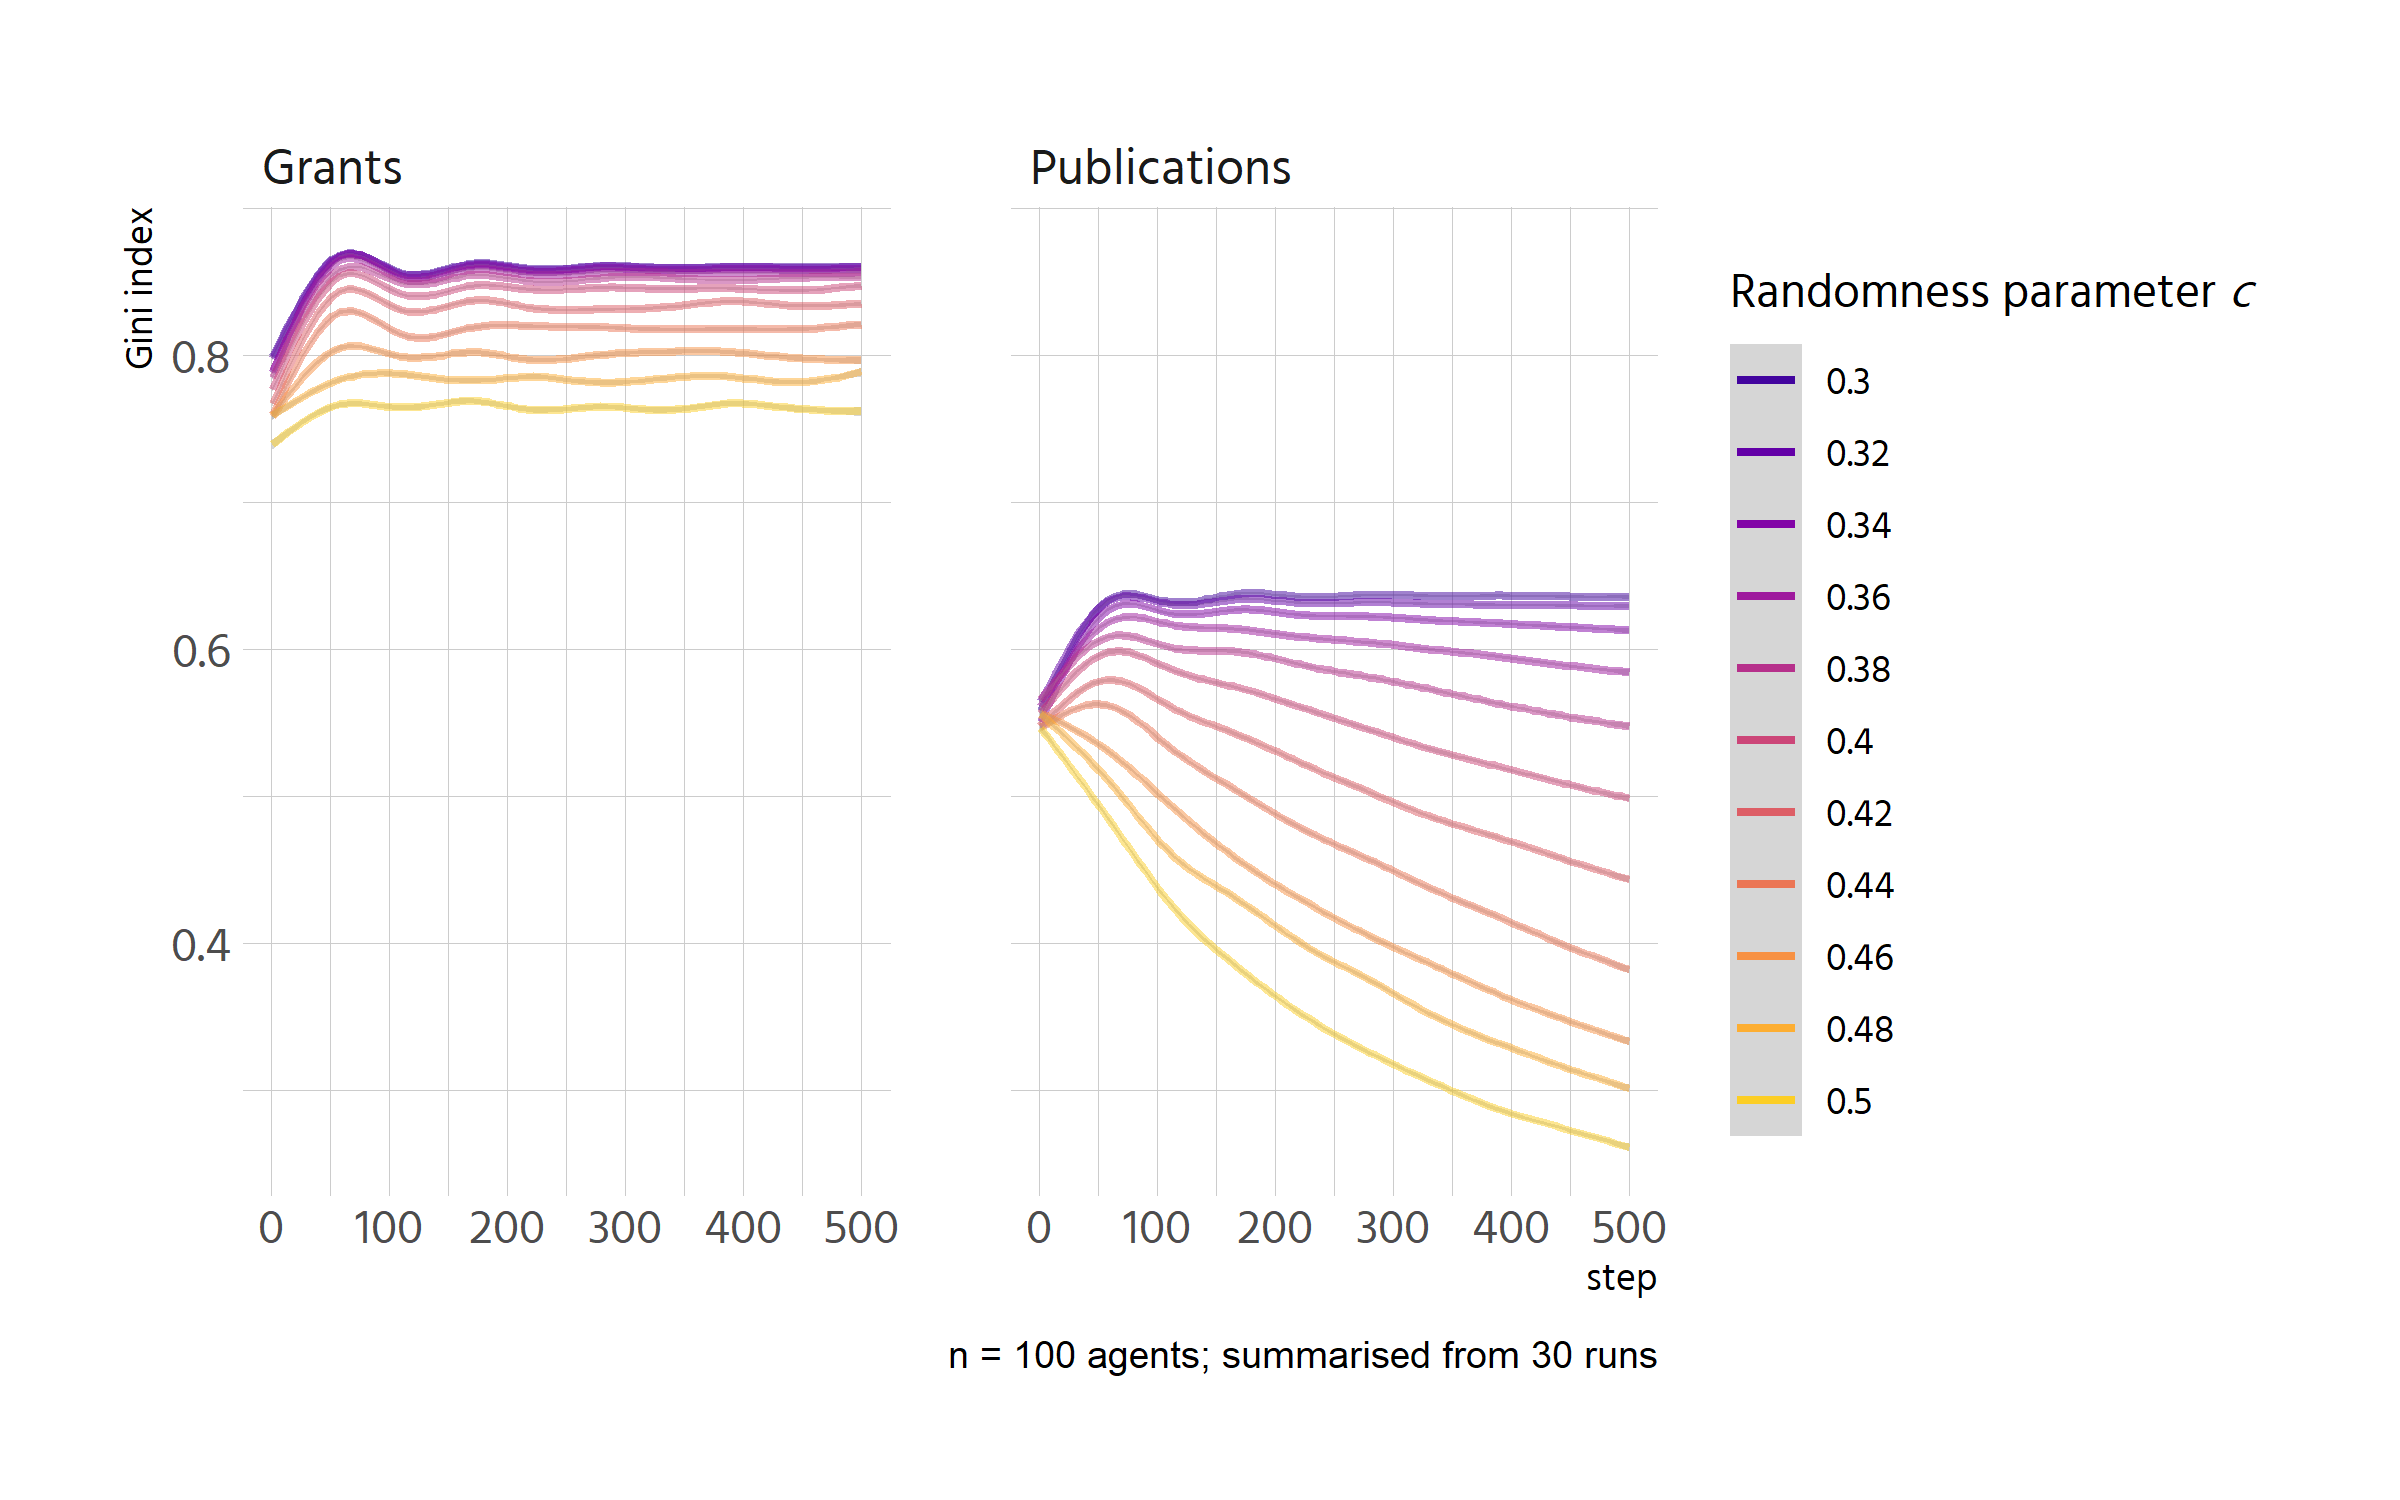 Grants
Publications
Gini index
0.8
0.6
0.4
0 100 200 300 400 500
0 100 200 300 400 500
step
n = 100 agents; summarised from 30 runs
Randomness parameter c
0.3
0.32
0.34
0.36
0.38
0.4
0.42
0.44
0.46
0.48
0.5